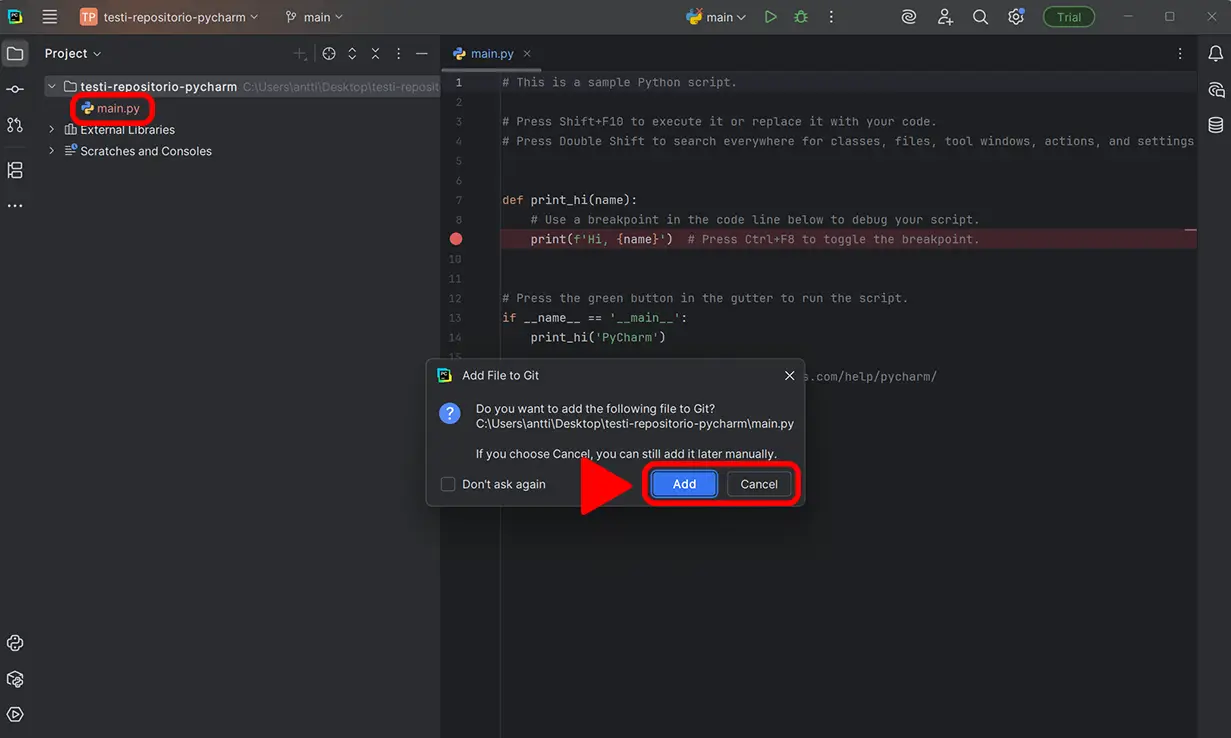 TP testi-repositorio-pycharm main main Trial
Project
testi-repositorio-pycharm C:\Users\antti\Desktop\testi-reposit
main.py
External Libraries
Scratches and Consoles
main.py
1 # This is a sample Python script.
2
3 # Press Shift+F10 to execute it or replace it with your code.
4 # Press Double Shift to search everywhere for classes, files, tool windows, actions, and settings
5
6
7 def print_hi(name):
8 # Use a breakpoint in the code line below to debug your script.
print(f'Hi, {name}') # Press Ctrl+F8 to toggle the breakpoint.
10
11
12 # Press the green button in the gutter to run the script.
13 if __name__ == '__main__':
14 print_hi('PyCharm')
15
s.com/help/pycharm/
Add File to Git
Do you want to add the following file to Git?
C:\Users\antti\Desktop\testi-repositorio-pycharm\main.py
If you choose Cancel, you can still add it later manually.
Don't ask again Add Cancel